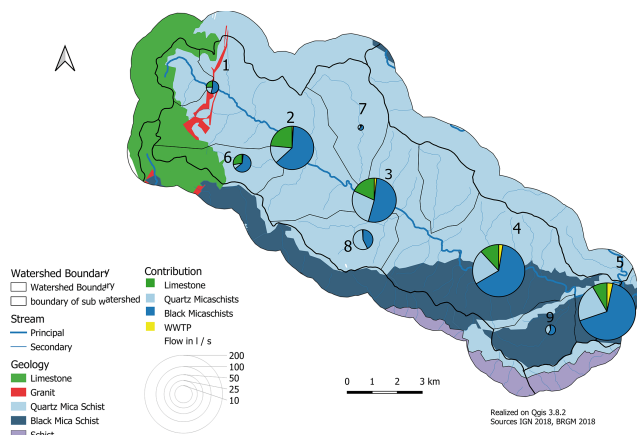 1
2
7
6
3
8
4
5
9
Watershed Boundary
Watershed Boundary
boundary of sub watershed
Stream
Principal
Secondary
Geology
Limestone
Granit
Quartz Mica Schist
Black Mica Schist
Schist
Contribution
Limestone
Quartz Micaschists
Black Micaschists
WWTP
Flow in l / s
200
100
50
25
10
0 1 2 3 km
Realized on Qgis 3.8.2
Sources IGN 2018, BRGM 2018